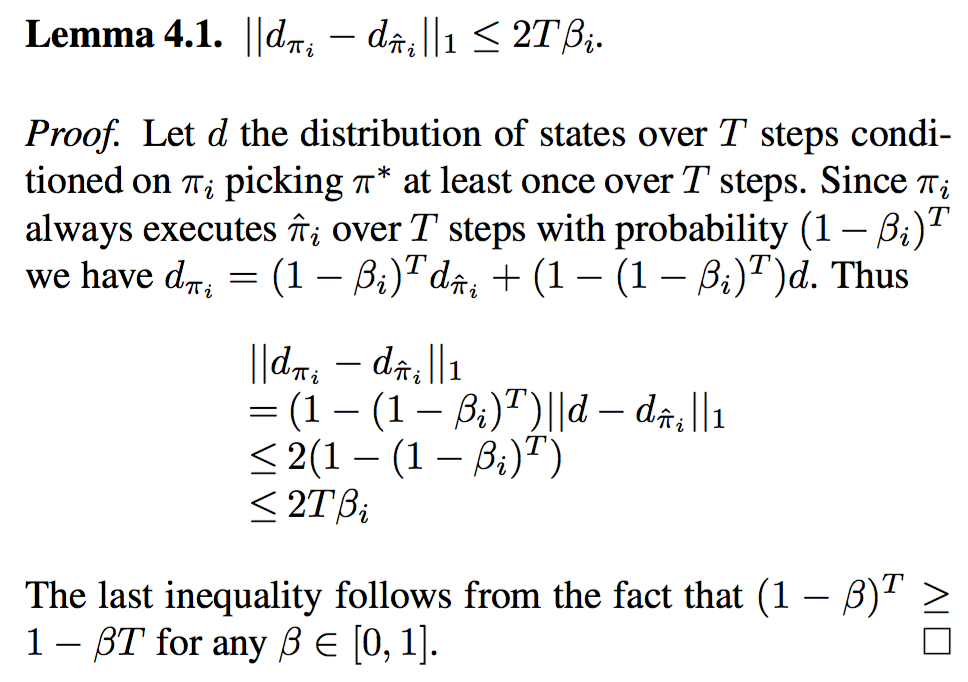 Lemma 4.1. $||d_{\pi_i} - d_{\hat{\pi}_i}||_1 \leq 2T\beta_i$.
Proof. Let $d$ the distribution of states over $T$ steps condi-
tioned on $\pi_i$ picking $\pi^*$ at least once over $T$ steps. Since $\pi_i$
always executes $\hat{\pi}_i$ over $T$ steps with probability $(1 - \beta_i)^T$
we have $d_{\pi_i} = (1 - \beta_i)^T d_{\hat{\pi}_i} + (1 - (1 - \beta_i)^T)d$. Thus
$||d_{\pi_i} - d_{\hat{\pi}_i}||_1$
$= (1 - (1 - \beta_i)^T)||d - d_{\hat{\pi}_i}||_1$
$\leq 2(1 - (1 - \beta_i)^T)$
$\leq 2T\beta_i$
The last inequality follows from the fact that $(1 - \beta)^T \geq$
$1 - \beta T$ for any $\beta \in [0, 1]$. □